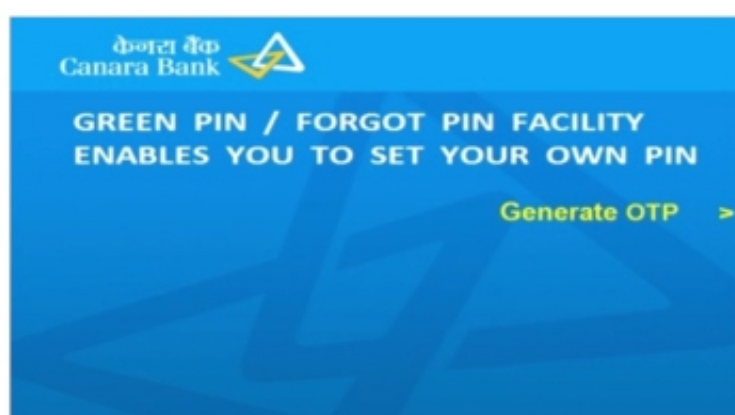 केनरा बैंक
Canara Bank
GREEN PIN / FORGOT PIN FACILITY
ENABLES YOU TO SET YOUR OWN PIN
Generate OTP >